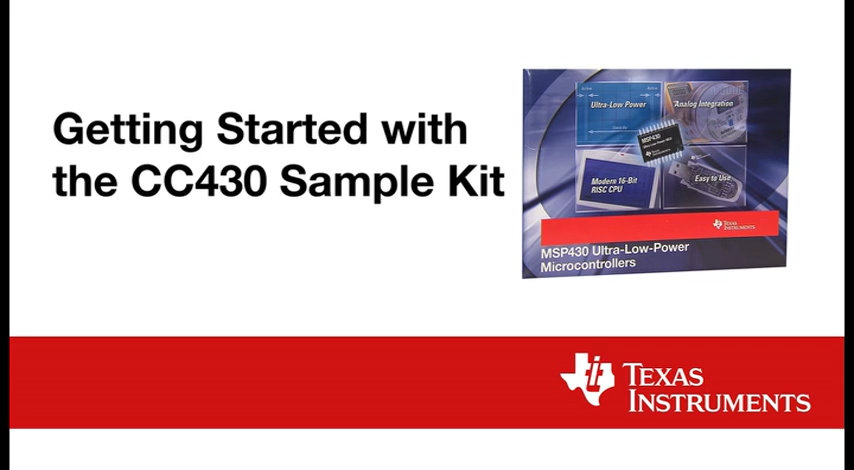 Getting Started with
the CC430 Sample Kit
Ultra-Low Power
Analog Integration
MSP430
Modern 16-Bit
RISC CPU
Easy to Use
TEXAS
INSTRUMENTS
MSP430 Ultra-Low-Power
Microcontrollers
TEXAS
INSTRUMENTS